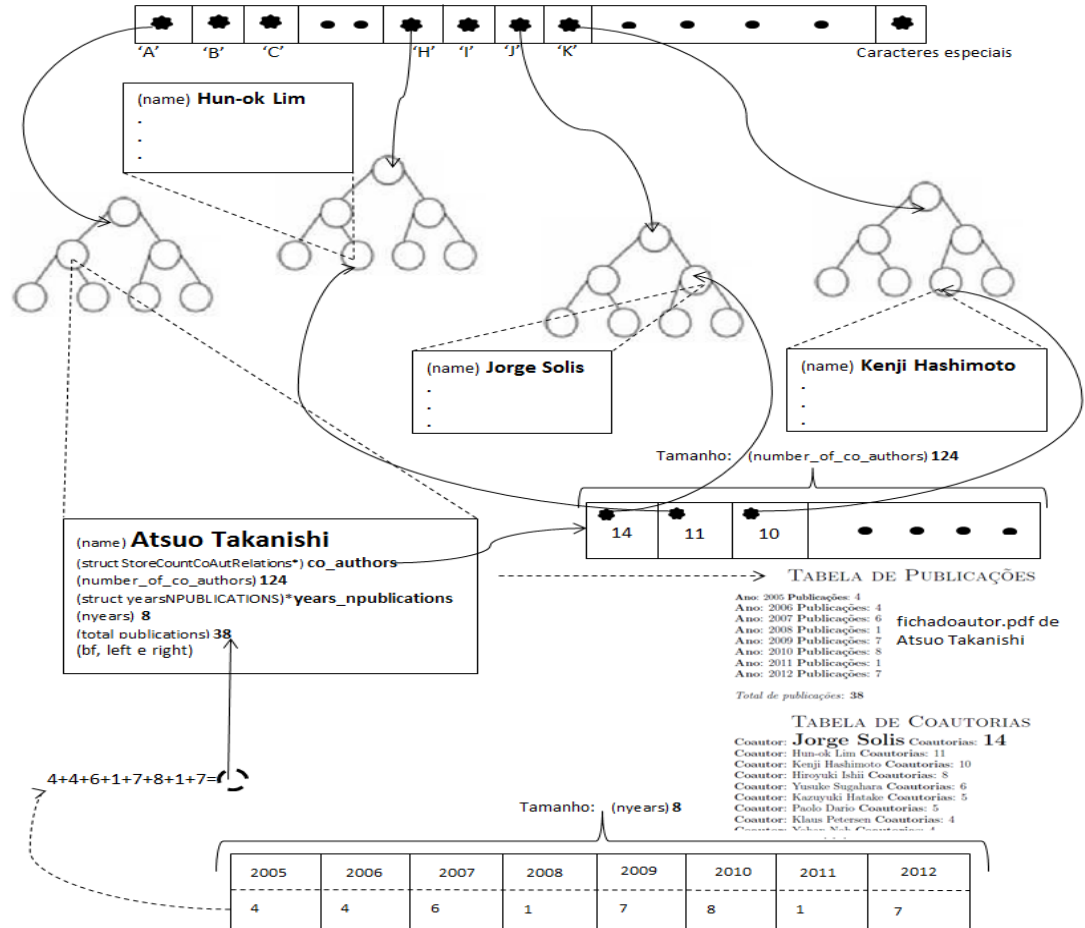 'A' 'B' 'C' 'H' 'I' 'J' 'K'
Caracteres especiais
(name) Hun-ok Lim
.
.
.
(name) Jorge Solis
.
.
.
(name) Kenji Hashimoto
.
.
.
Tamanho: (number_of_co_authors) 124
14 11 10
(name) Atsuo Takanishi
(struct StoreCountCoAutRelations*) co_authors
(number_of_co_authors) 124
(struct yearsNPUBLICATIONS)*years_npublications
(nyears) 8
(total publications) 38
(bf, left e right)
TABELA DE PUBLICAÇÕES
Ano: 2005 Publicações: 4
Ano: 2006 Publicações: 4
Ano: 2007 Publicações: 6
Ano: 2008 Publicações: 1
Ano: 2009 Publicações: 7
Ano: 2010 Publicações: 8
Ano: 2011 Publicações: 1
Ano: 2012 Publicações: 7
Total de publicações: 38
fichadoautor.pdf de
Atsuo Takanishi
TABELA DE COAUTORIAS
Coautor: Jorge Solis Coautorias: 14
Coautor: Hun-ok Lim Coautorias: 11
Coautor: Kenji Hashimoto Coautorias: 10
Coautor: Hiroyuki Ishii Coautorias: 8
Coautor: Yusuke Sugahara Coautorias: 6
Coautor: Kazuyuki Hatake Coautorias: 5
Coautor: Paolo Dario Coautorias: 5
Coautor: Klaus Petersen Coautorias: 4
4+4+6+1+7+8+1+7=
Tamanho: (nyears) 8
2005 2006 2007 2008 2009 2010 2011 2012
4 4 6 1 7 8 1 7